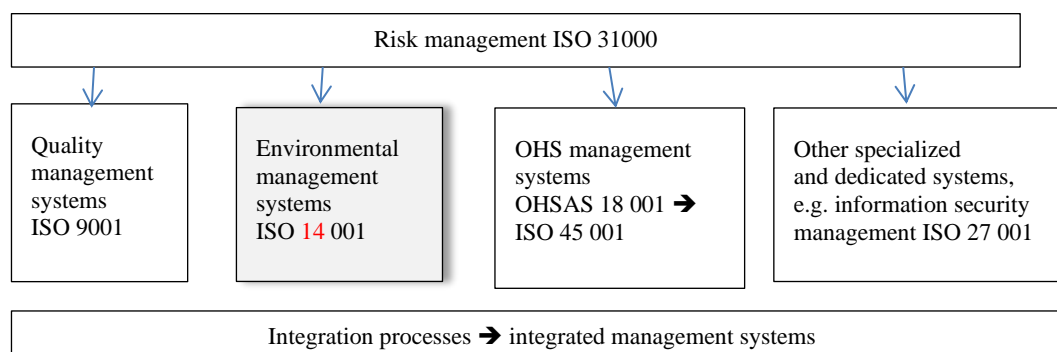 Risk management ISO 31000
Quality
management
systems
ISO 9001
Environmental
management
systems
ISO 14 001
OHS management
systems
OHSAS 18 001 ➔
ISO 45 001
Other specialized
and dedicated systems,
e.g. information security
management ISO 27 001
Integration processes ➔ integrated management systems